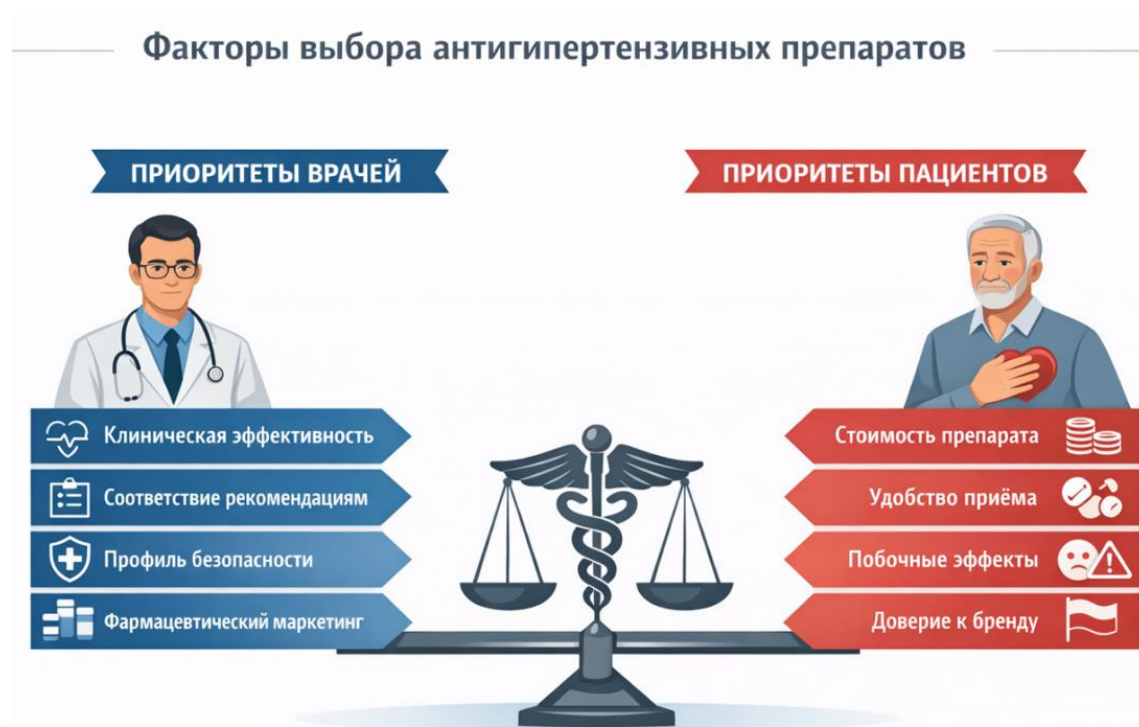 Факторы выбора антигипертензивных препаратов
ПРИОРИТЕТЫ ВРАЧЕЙ
Клиническая эффективность
Соответствие рекомендациям
Профиль безопасности
Фармацевтический маркетинг
ПРИОРИТЕТЫ ПАЦИЕНТОВ
Стоимость препарата
Удобство приёма
Побочные эффекты
Доверие к бренду